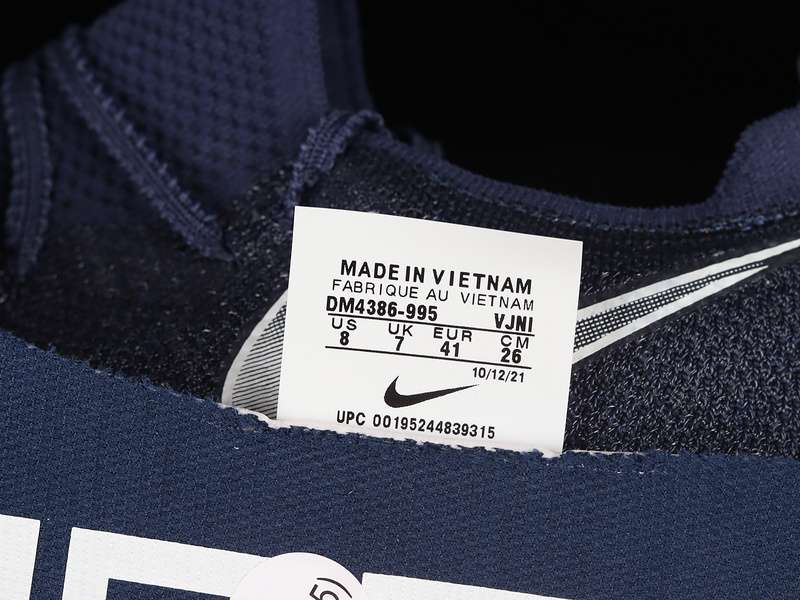 MADE IN VIETNAM
FABRIQUE AU VIETNAM
DM4386-995 VJNI
US UK EUR CM
8 7 41 26
10/12/21
UPC 00195244839315
5)